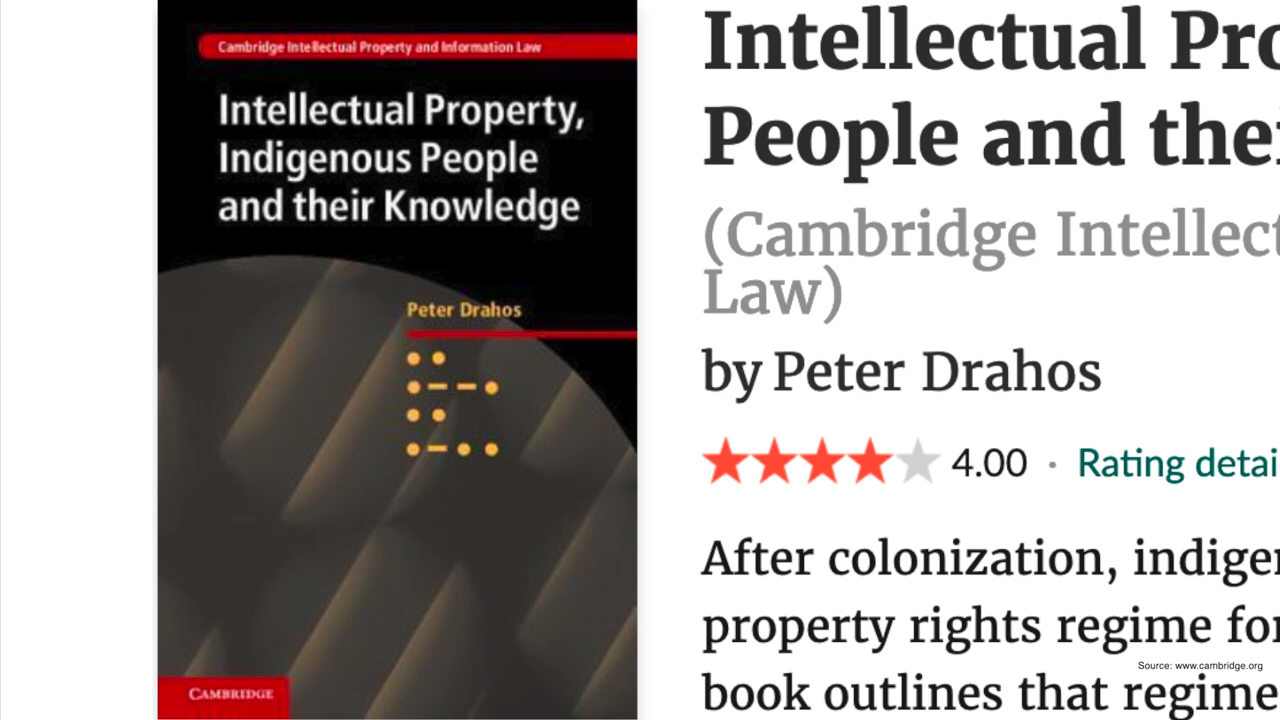 Cambridge Intellectual Property and Information Law
Intellectual Property,
Indigenous People
and their Knowledge
Peter Drahos
CAMBRIDGE
Intellectual Pro
People and thei
(Cambridge Intellect
Law)
by Peter Drahos
4.00 · Rating detai
After colonization, indiger
property rights regime for
book outlines that regime
Source: www.cambridge.org